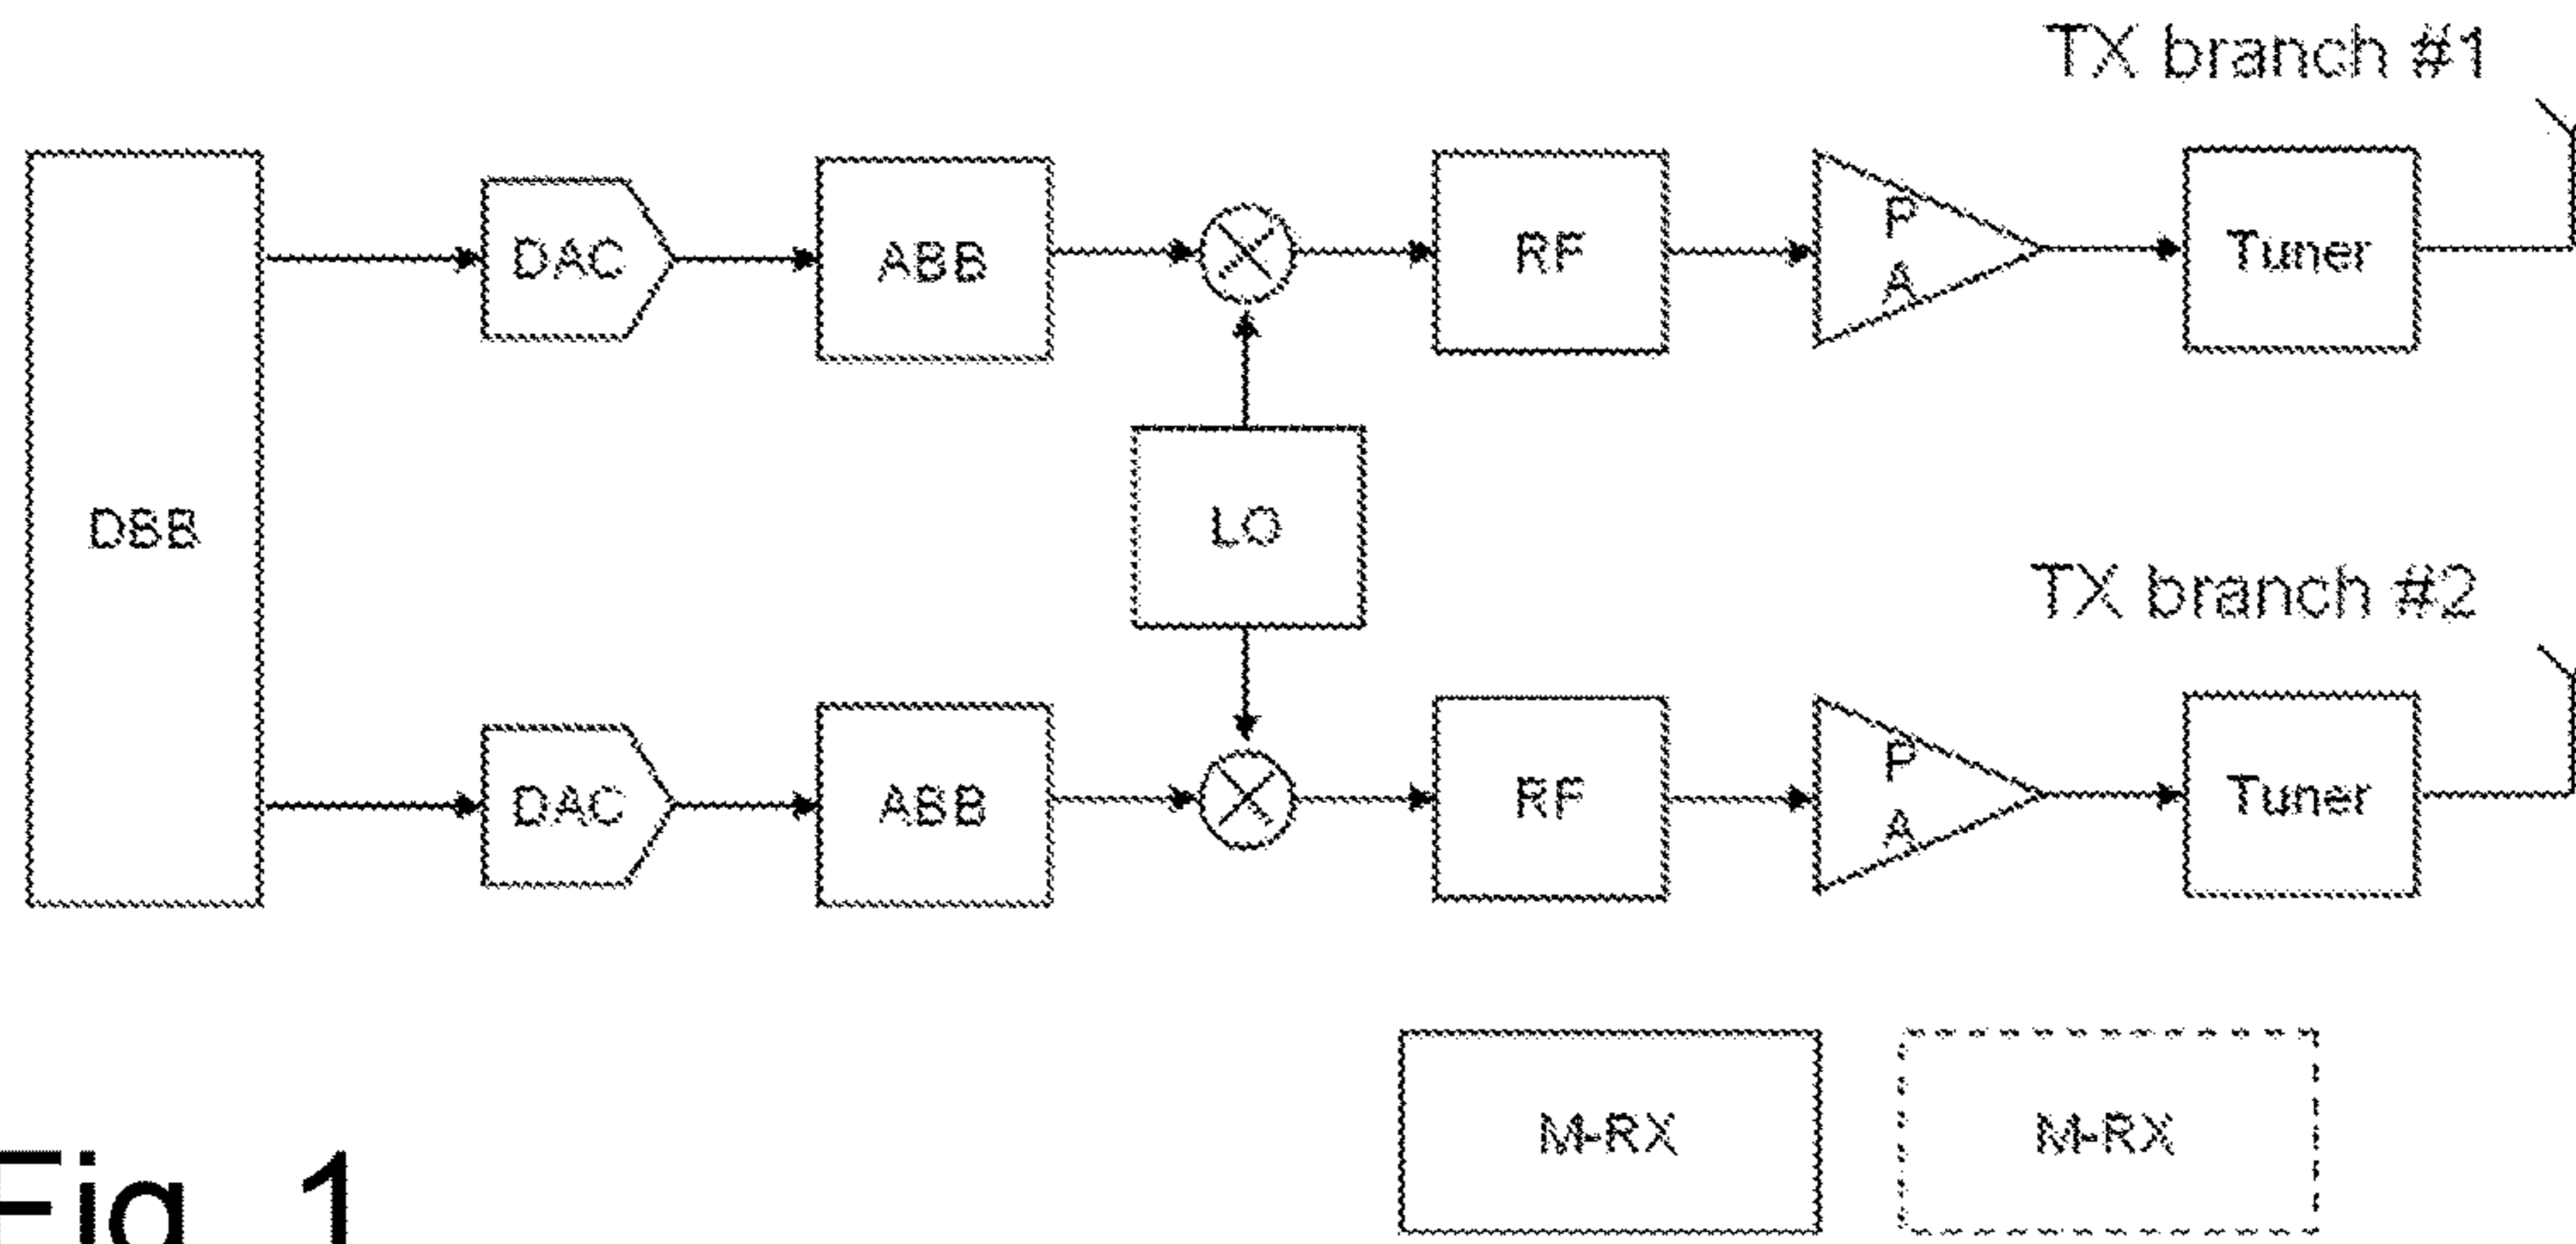 TX branch #1
DAC
ABB
RF
P
A
Tuner
DBB
LO
TX branch #2
DAC
ABB
RF
P
A
Tuner
M-RX
M-RX
Fig. 1